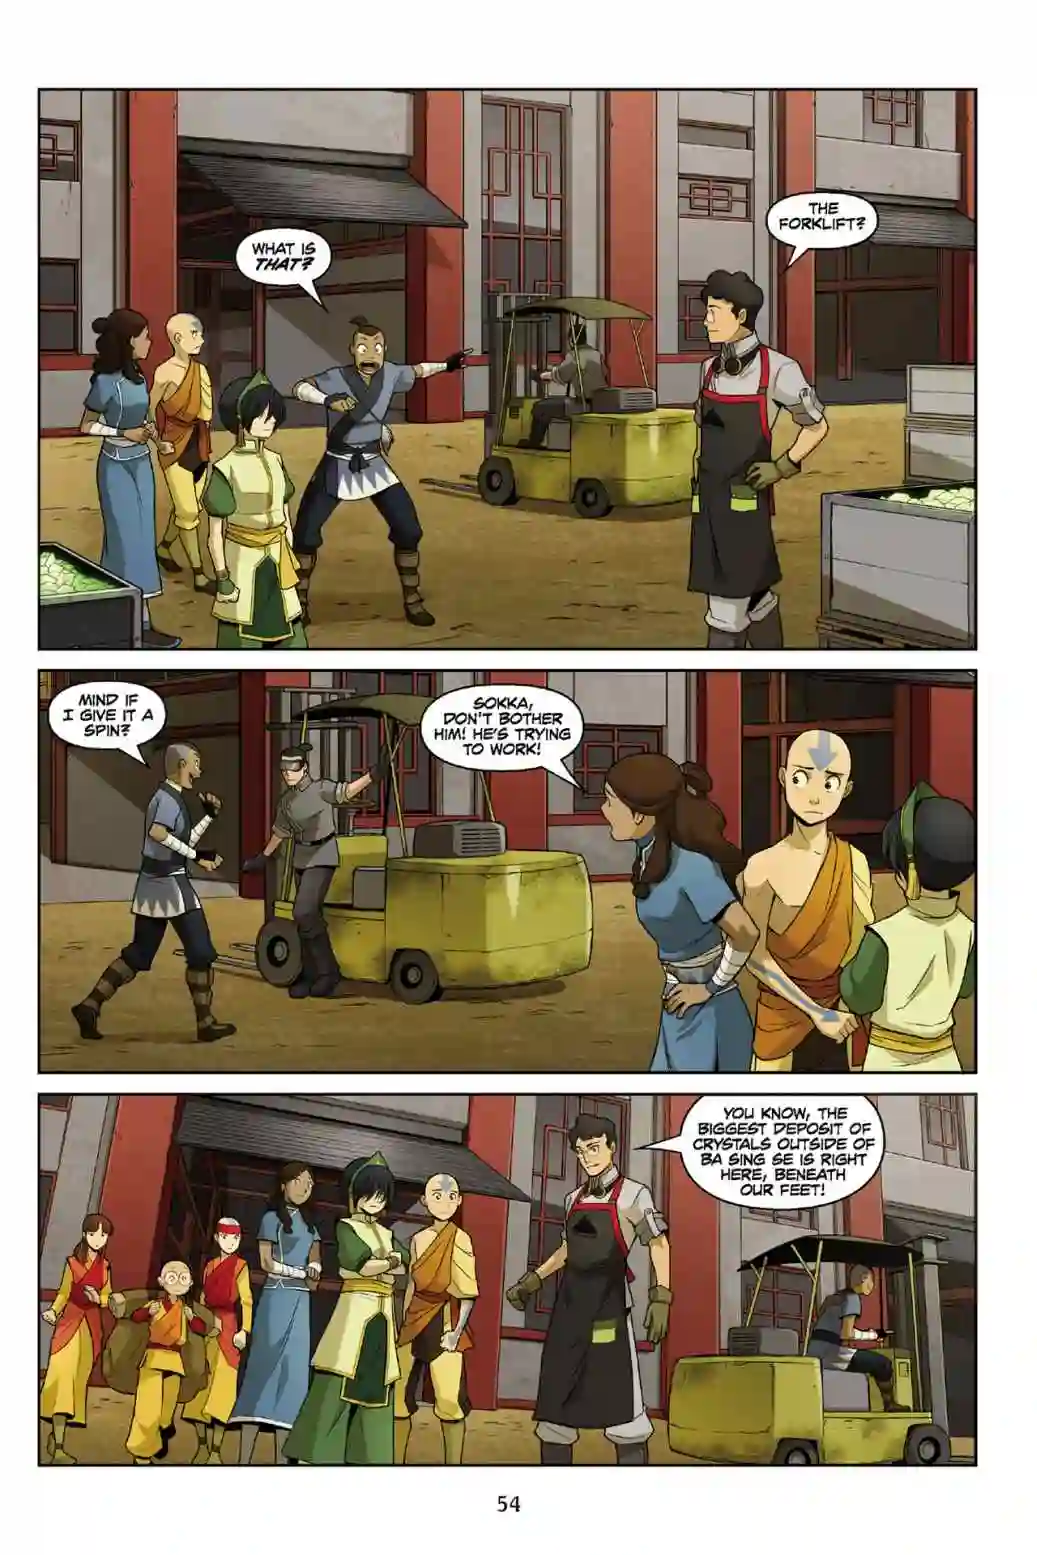 WHAT IS
THAT?
THE
FORKLIFT?
MIND IF
I GIVE IT A
SPIN?
SOKKA,
DON'T BOTHER
HIM! HE'S TRYING
TO WORK!
YOU KNOW, THE
BIGGEST DEPOSIT OF
CRYSTALS OUTSIDE OF
BA SING SE IS RIGHT
HERE, BENEATH
OUR FEET!
54